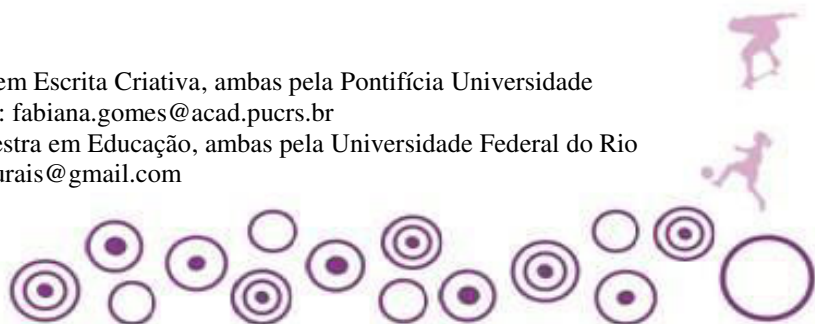 em Escrita Criativa, ambas pela Pontifícia Universidade
: fabiana.gomes@acad.pucrs.br
estra em Educação, ambas pela Universidade Federal do Rio
urais@gmail.com